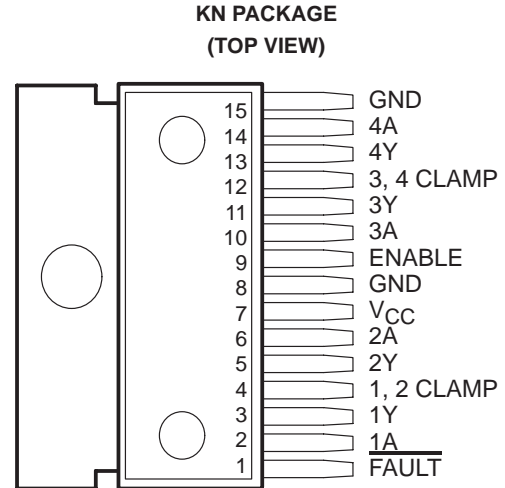 KN PACKAGE
(TOP VIEW)
15 GND
14 4A
13 4Y
12 3, 4 CLAMP
11 3Y
10 3A
9 ENABLE
8 GND
7 VCC
6 2A
5 2Y
4 1, 2 CLAMP
3 1Y
2 1A
1 FAULT